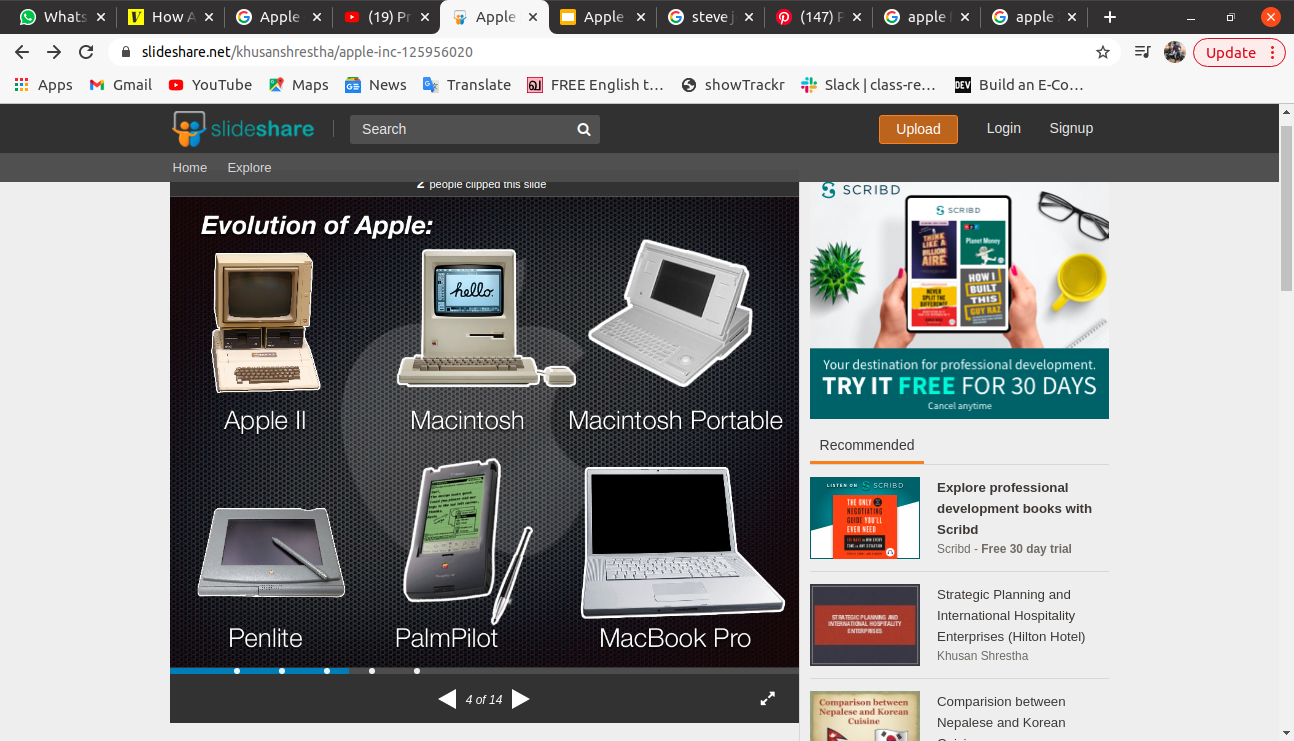 Whats
How A
Apple
(19) Pr
Apple
Apple
steve j
(147) P
apple l
apple
slideshare.net/khusanshrestha/apple-inc-125956020
Update
Apps
Gmail
YouTube
Maps
News
Translate
FREE English t…
showTrackr
Slack | class-re…
DEV
Build an E-Co…
slideshare
Search
Upload
Login
Signup
Home
Explore
2 people clipped this slide
Evolution of Apple:
hello.
Apple II
Macintosh
Macintosh Portable
Penlite
PalmPilot
MacBook Pro
4 of 14
SCRIBD
SCRIBD
THINK LIKE A BILLIONAIRE
Planet Money
NEVER SPLIT THE DIFFERENCE
HOW I BUILT THIS
GUY RAZ
Your destination for professional development.
TRY IT FREE FOR 30 DAYS
Cancel anytime
Recommended
LISTEN ON SCRIBD
THE ONLY
NEGOTIATING
GUIDE YOU'LL
EVER NEED
Explore professional
development books with
Scribd
Scribd - Free 30 day trial
STRATEGIC PLANNING AND
INTERNATIONAL HOSPITALITY
ENTERPRISES
Strategic Planning and
International Hospitality
Enterprises (Hilton Hotel)
Khusan Shrestha
Comparison between
Nepalese and Korean
Cuisine
Comparision between
Nepalese and Korean